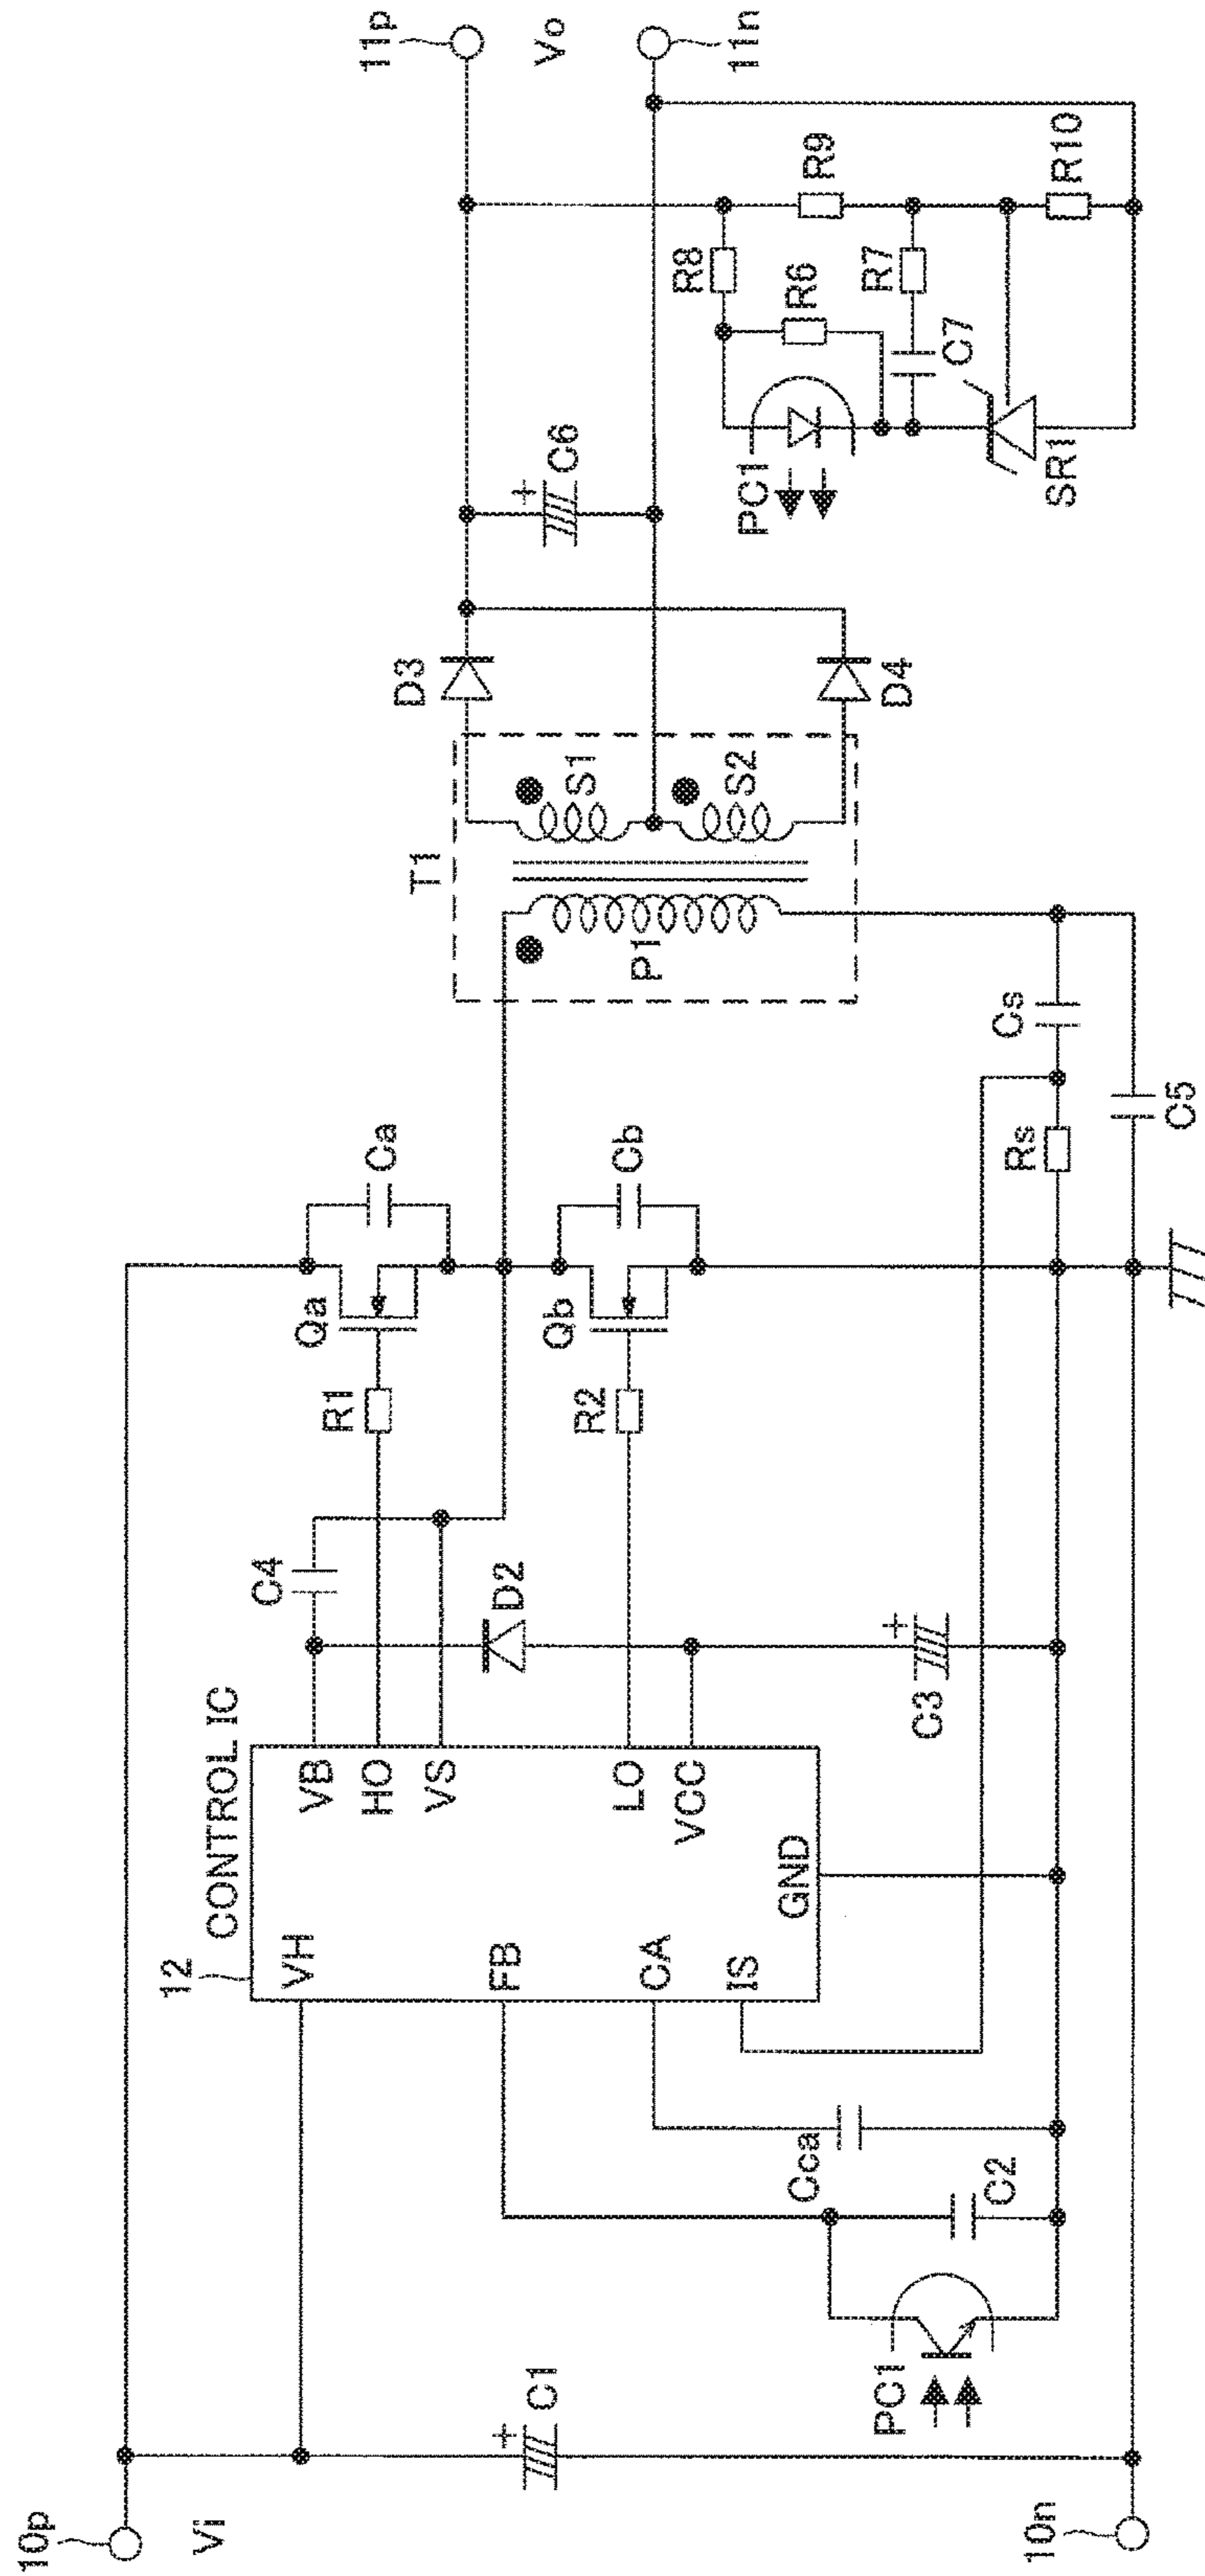 10p
Vi
10n
C1
PC1
C2
Cca
12
CONTROL IC
VH
FB
CA
IS
GND
VB
HO
VS
LO
VCC
C4
D2
C3
R1
R2
Qa
Qb
Ca
Cb
Rs
Cs
C5
T1
P1
S1
S2
D3
D4
C6
+
+
+
PC1
SR1
C7
R6
R7
R8
R9
R10
11p
Vo
11n